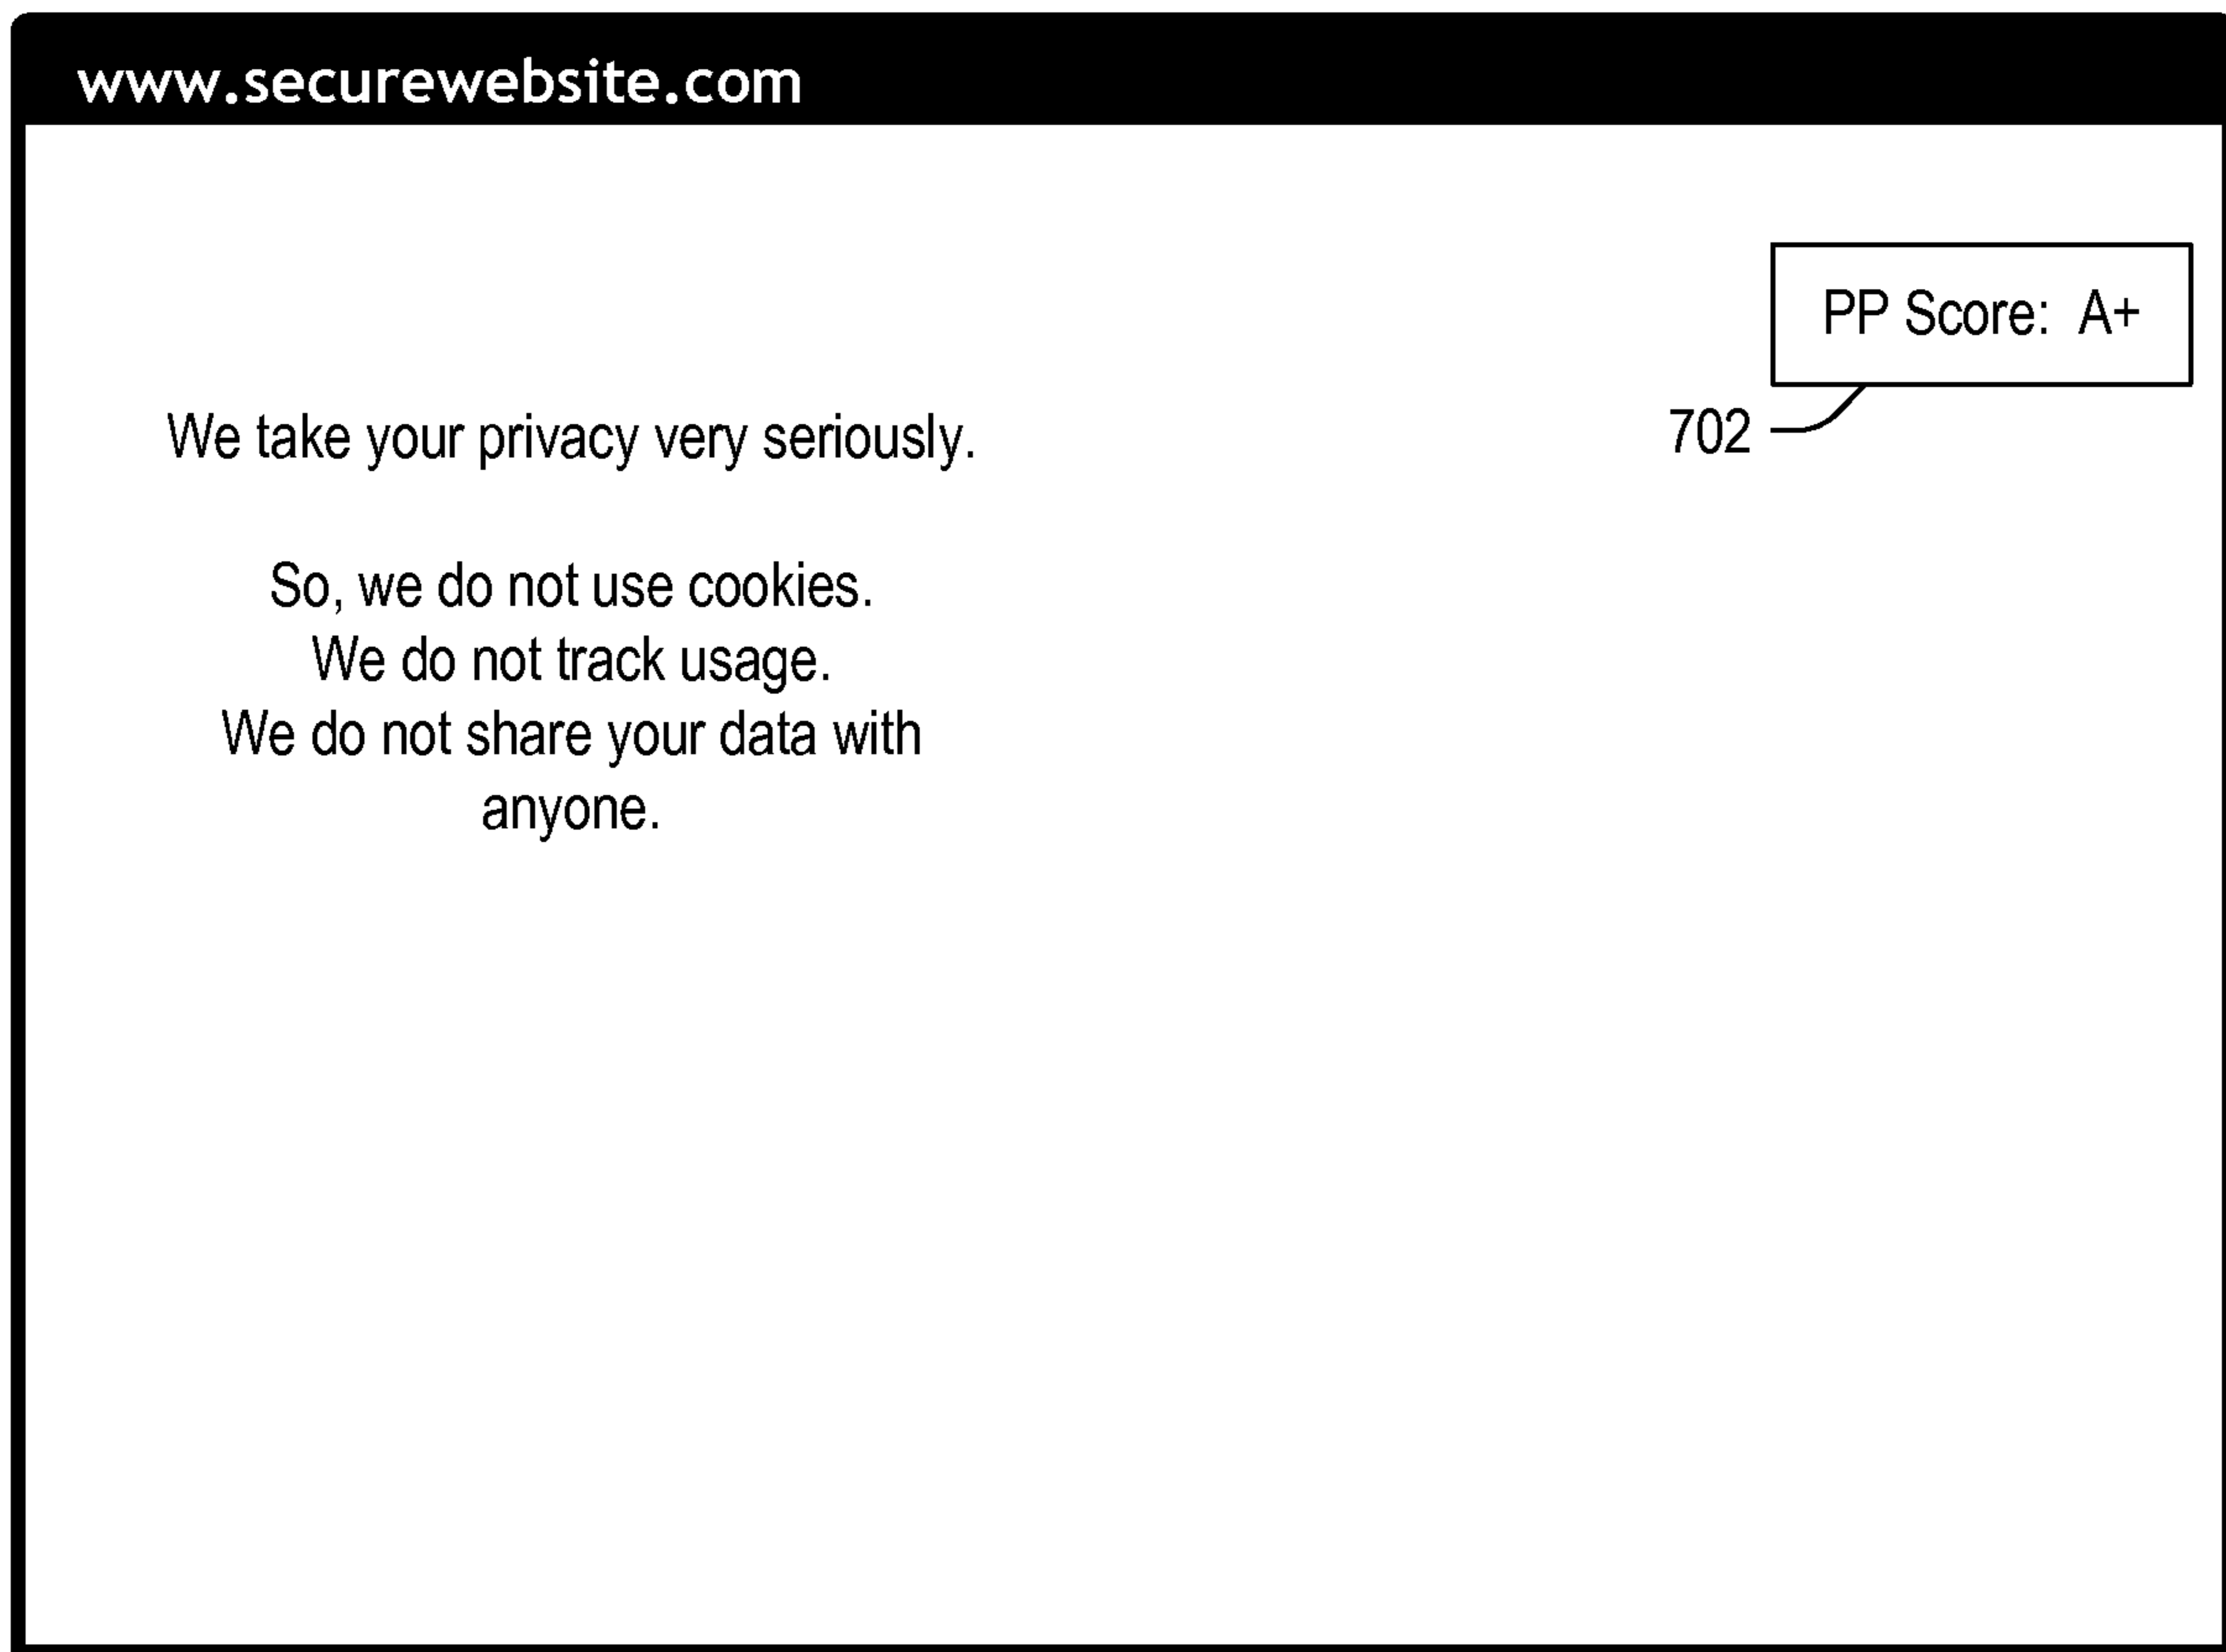 www.securewebsite.com
PP Score: A+
702
We take your privacy very seriously.
So, we do not use cookies.
We do not track usage.
We do not share your data with
anyone.